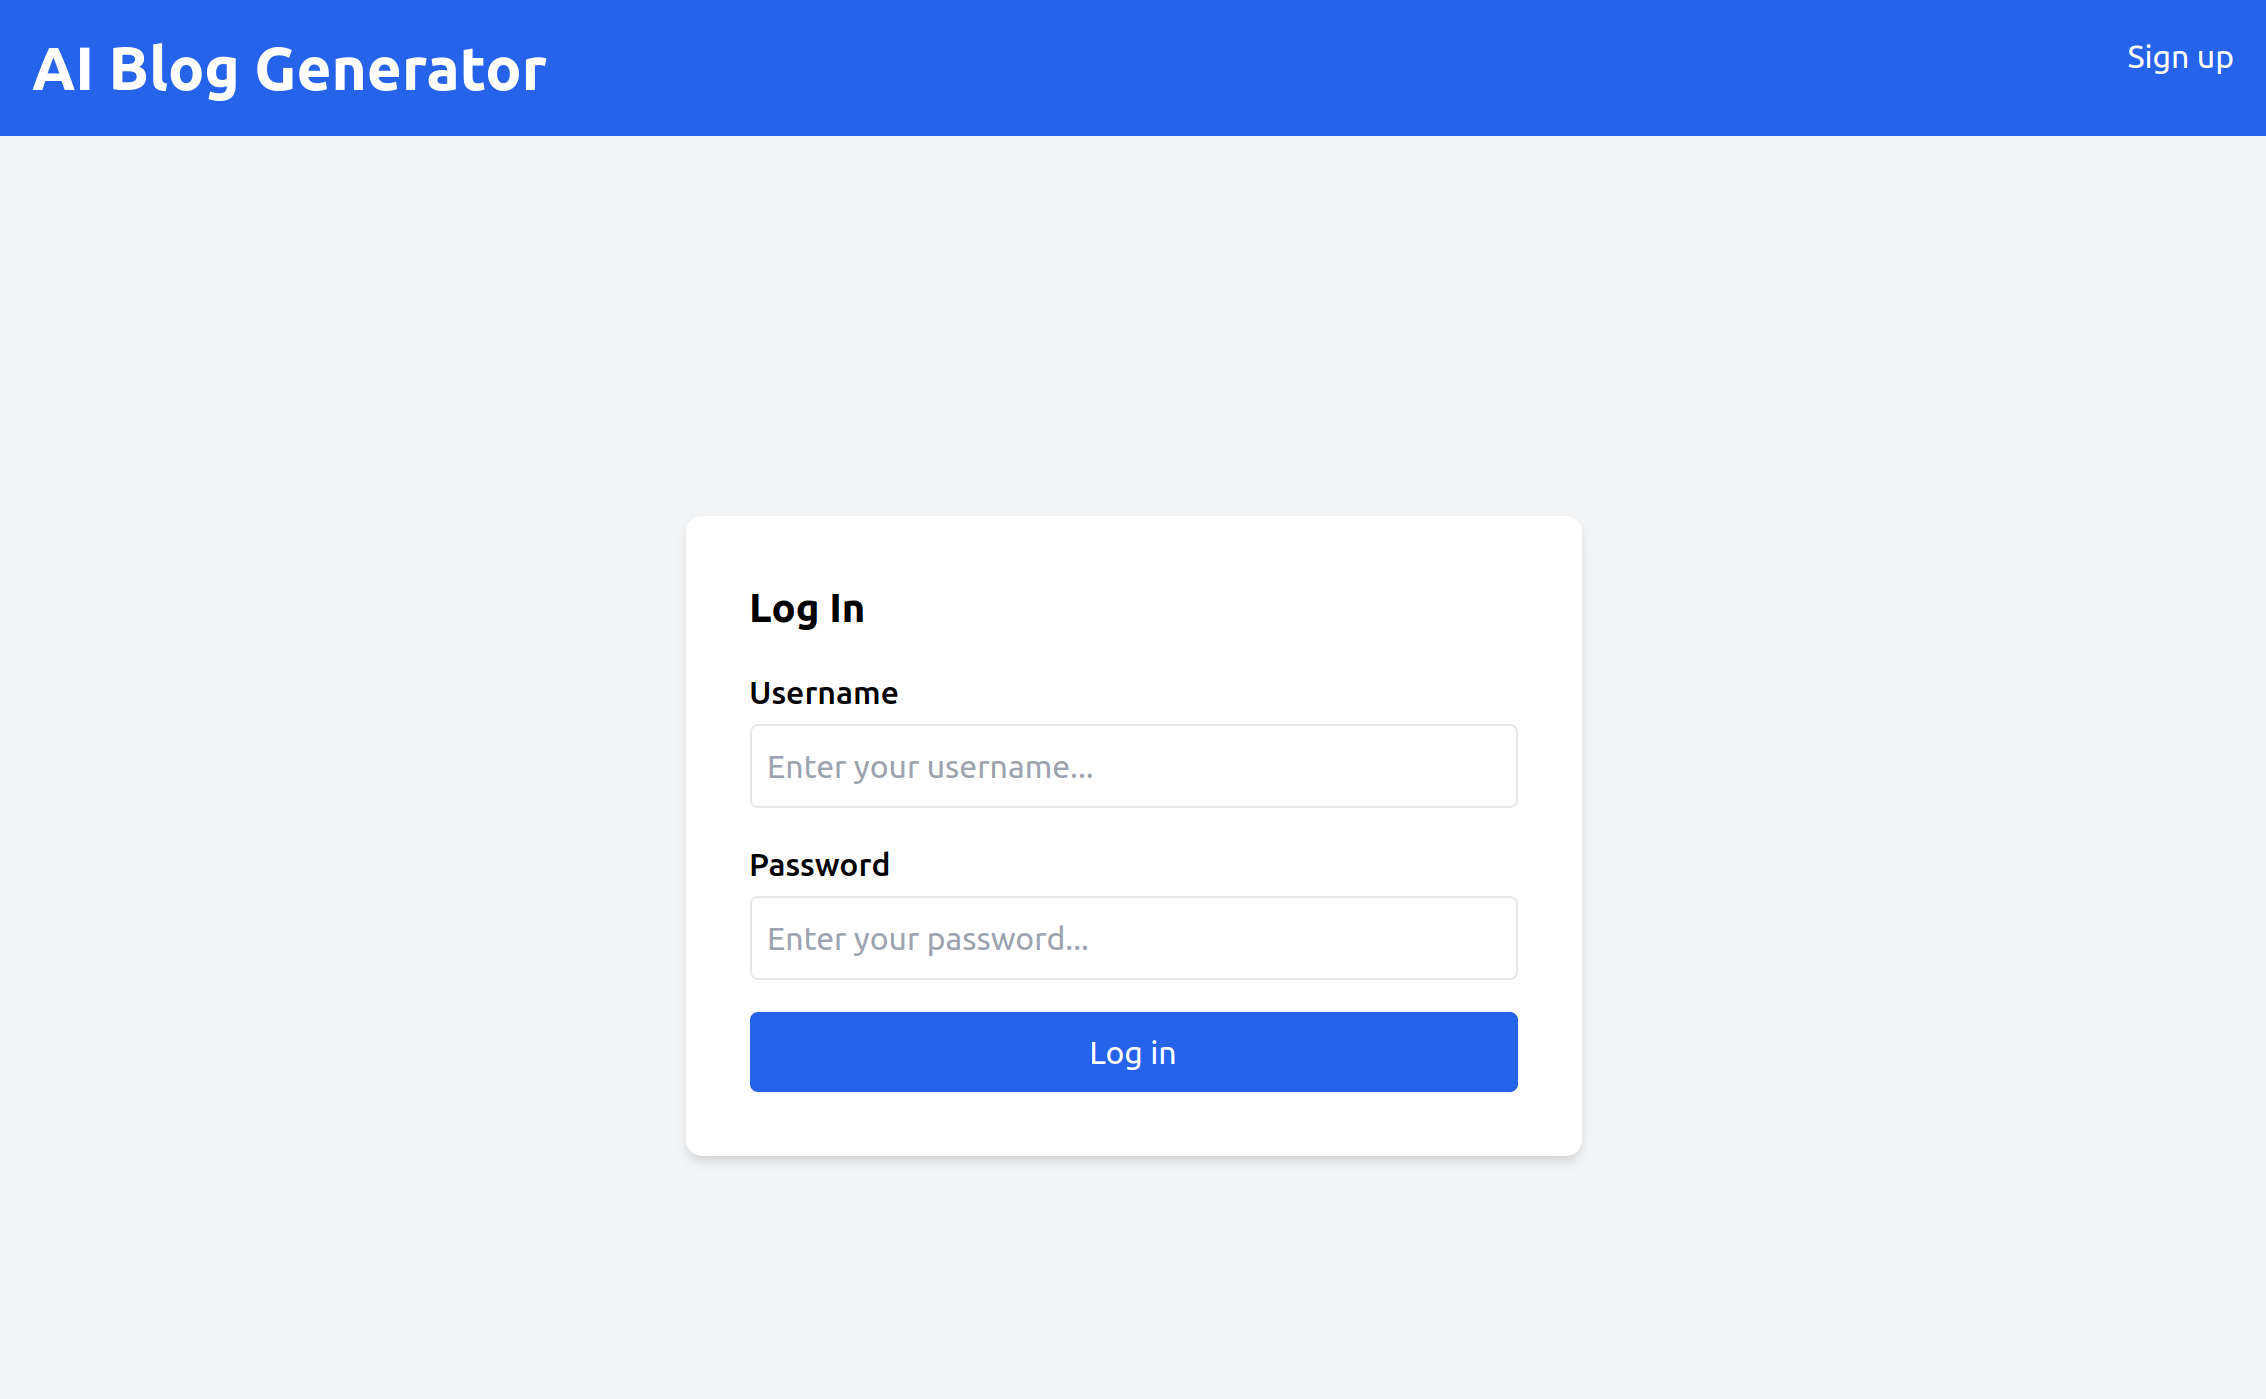 AI Blog Generator
Sign up
Log In
Username
Enter your username...
Password
Enter your password...
Log in